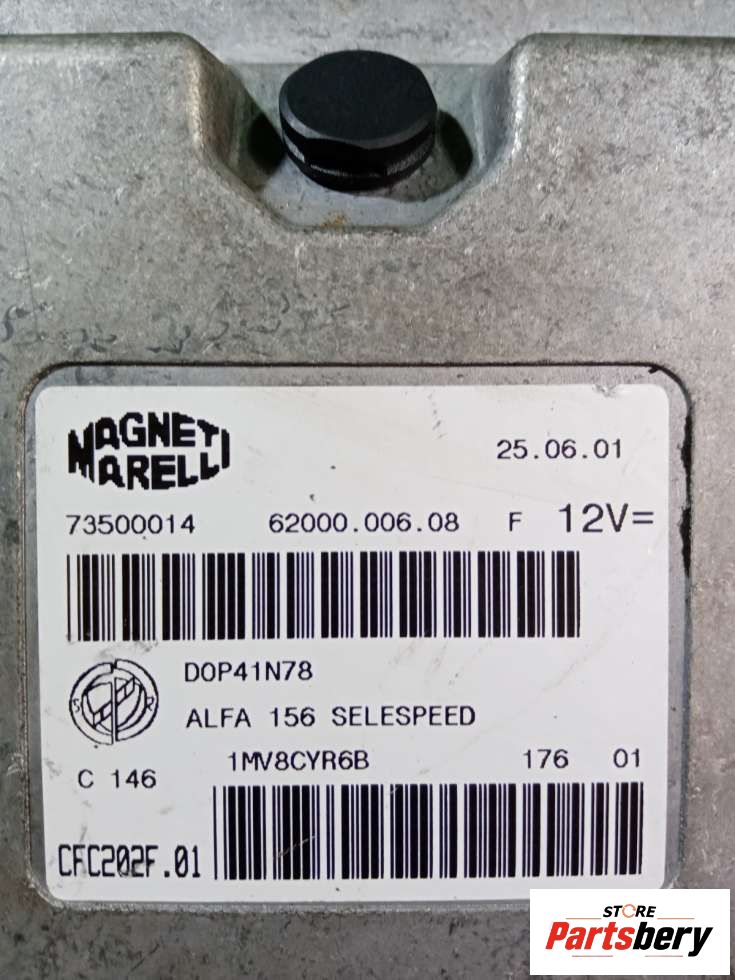 MAGNETI
MARELLI
25.06.01
73500014 62000.006.08 F 12V=
D0P41N78
ALFA 156 SELESPEED
1MV8CYR6B 176 01
C 146
CFC202F.01
STORE
Partsbery